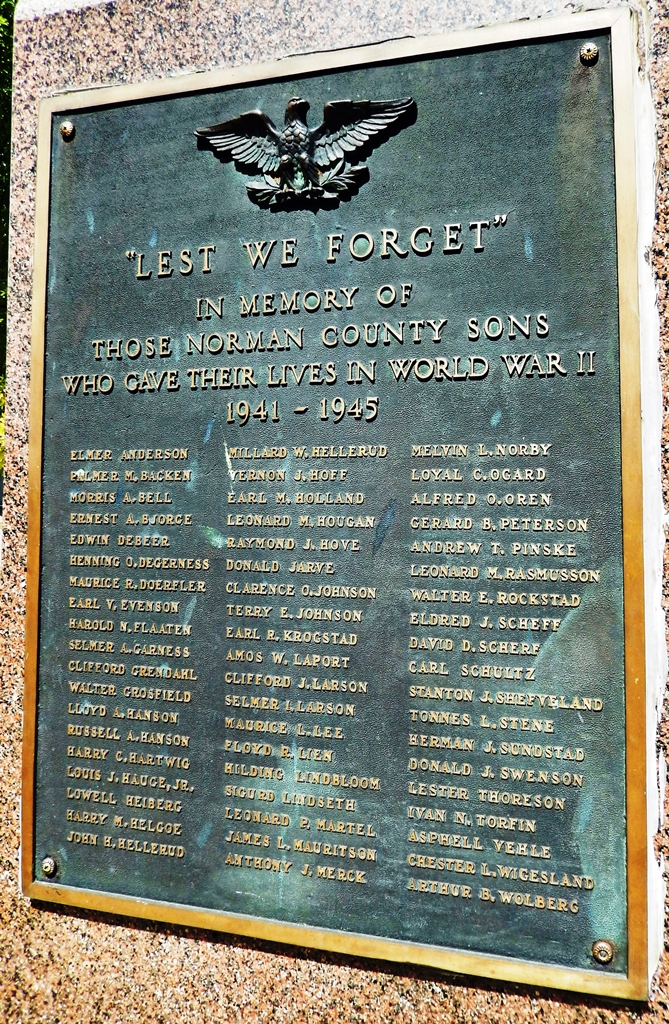 "LEST WE FORGET"
IN MEMORY OF
THOSE NORMAN COUNTY SONS
WHO GAVE THEIR LIVES IN WORLD WAR II
1941 - 1945
ELMER ANDERSON
PALMER M. BACKEN
MORRIS A. BELL
ERNEST A. BJORGE
EDWIN DEBEER
HENNING O. DEGERNESS
MAURICE R. DOERFLER
EARL V. EVENSON
HAROLD N. FLAATEN
SELMER A. GARNESS
CLIFFORD GRENDAHL
WALTER GROSFIELD
LLOYD A. HANSON
RUSSELL A. HANSON
HARRY C. HARTWIG
LOUIS J. HAUGE, JR.
LOWELL HEIBERG
HARRY M. HELGOE
JOHN H. HELLERUD
MILLARD W. HELLERUD
VERNON J. HOFF
EARL M. HOLLAND
LEONARD M. HOUGAN
RAYMOND J. HOVE
DONALD JARVE
CLARENCE O. JOHNSON
TERRY E. JOHNSON
EARL R. KROGSTAD
AMOS W. LAPORT
CLIFFORD J. LARSON
SELMER I. LARSON
MAURICE L. LEE
FLOYD R. LIEN
HILDING LINDBLOOM
SIGURD LINDSETH
LEONARD P. MARTEL
JAMES L. MAURITSON
ANTHONY J. MERCK
MELVIN L. NORBY
LOYAL C. OGARD
ALFRED O. OREN
GERARD B. PETERSON
ANDREW T. PINSKE
LEONARD M. RASMUSSON
WALTER E. ROCKSTAD
ELDRED J. SCHEFF
DAVID D. SCHERF
CARL SCHULTZ
STANTON J. SHEFVELAND
TONNES L. STENE
HERMAN J. SUNDSTAD
DONALD J. SWENSON
LESTER THORESON
IVAN N. TORFIN
ASPHELL VEHLE
CHESTER L. WIGESLAND
ARTHUR B. WOLBERG